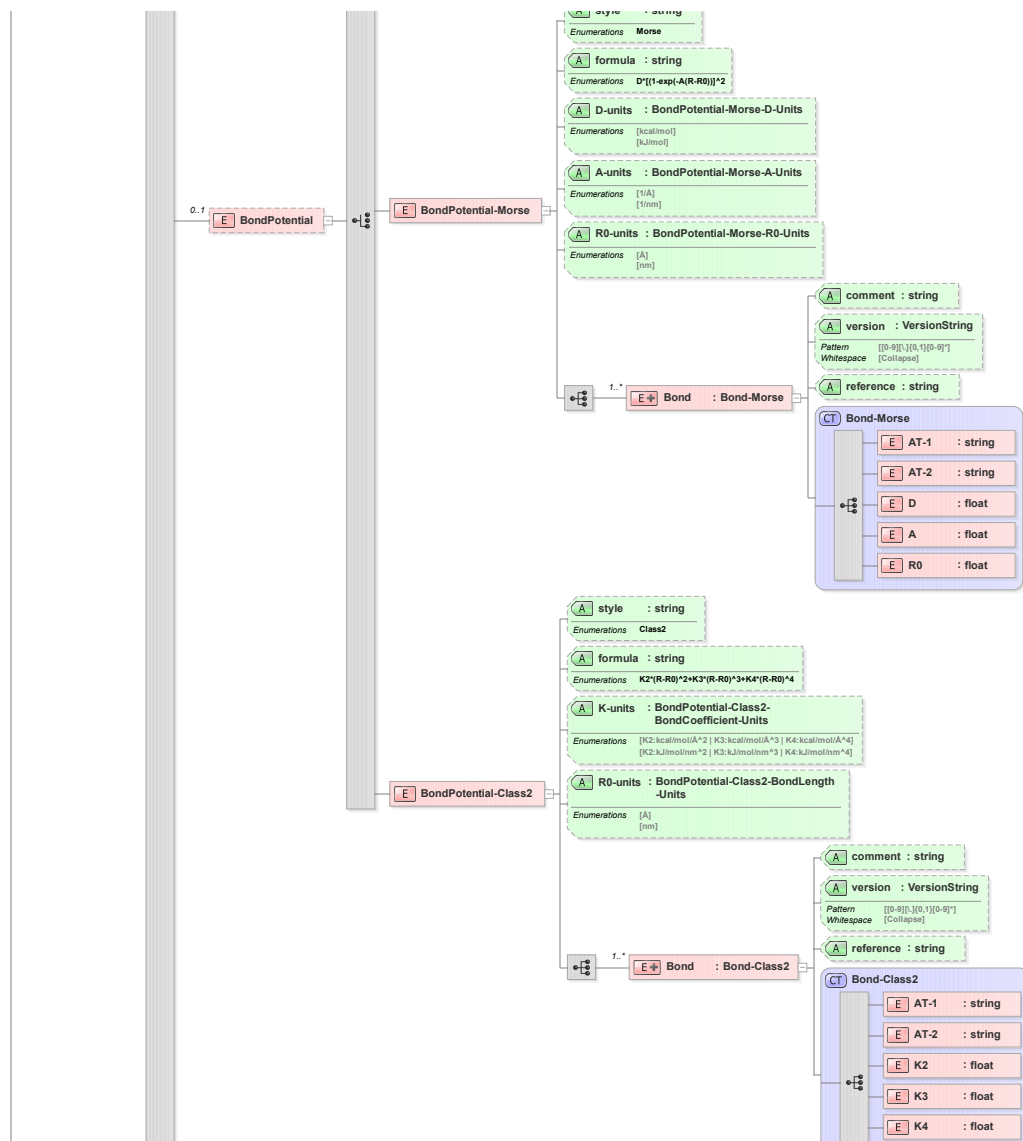 A style : string
Enumerations Morse
A formula : string
Enumerations D*[(1-exp(-A(R-R0))]^2
A D-units : BondPotential-Morse-D-Units
Enumerations [kcal/mol]
[kJ/mol]
A A-units : BondPotential-Morse-A-Units
Enumerations [1/Å]
[1/nm]
0..1
E BondPotential
E BondPotential-Morse
A R0-units : BondPotential-Morse-R0-Units
Enumerations [Å]
[nm]
A comment : string
A version : VersionString
Pattern [[0-9][\.]{0,1}[0-9]*]
Whitespace [Collapse]
A reference : string
1..*
E Bond : Bond-Morse
CT Bond-Morse
E AT-1 : string
E AT-2 : string
E D : float
E A : float
E R0 : float
A style : string
Enumerations Class2
A formula : string
Enumerations K2*(R-R0)^2+K3*(R-R0)^3+K4*(R-R0)^4
A K-units : BondPotential-Class2-
BondCoefficient-Units
Enumerations [K2:kcal/mol/Å^2 | K3:kcal/mol/Å^3 | K4:kcal/mol/Å^4]
[K2:kJ/mol/nm^2 | K3:kJ/mol/nm^3 | K4:kJ/mol/nm^4]
E BondPotential-Class2
A R0-units : BondPotential-Class2-BondLength
-Units
Enumerations [Å]
[nm]
A comment : string
A version : VersionString
Pattern [[0-9][\.]{0,1}[0-9]*]
Whitespace [Collapse]
A reference : string
1..*
E Bond : Bond-Class2
CT Bond-Class2
E AT-1 : string
E AT-2 : string
E K2 : float
E K3 : float
E K4 : float